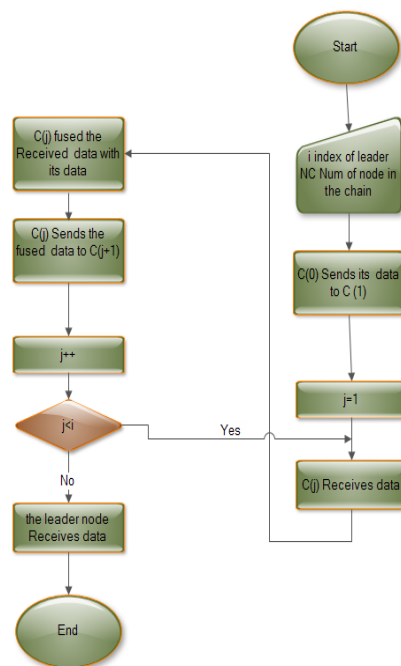 Start
i index of leader
NC Num of node in
the chain
C(0) Sends its data
to C (1)
j=1
C(j) Receives data
C(j) fused the
Received data with
its data
C(j) Sends the
fused data to C(j+1)
j++
j<i
Yes
No
the leader node
Receives data
End